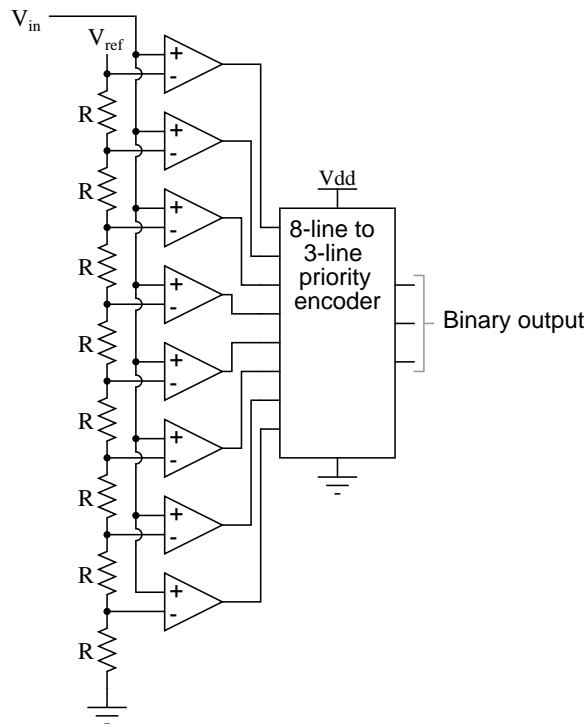 V_in
V_ref
+
-
R
+
-
R
+
-
R
+
-
R
+
-
R
+
-
R
+
-
R
+
-
R
Vdd
8-line to
3-line
priority
encoder
Binary output